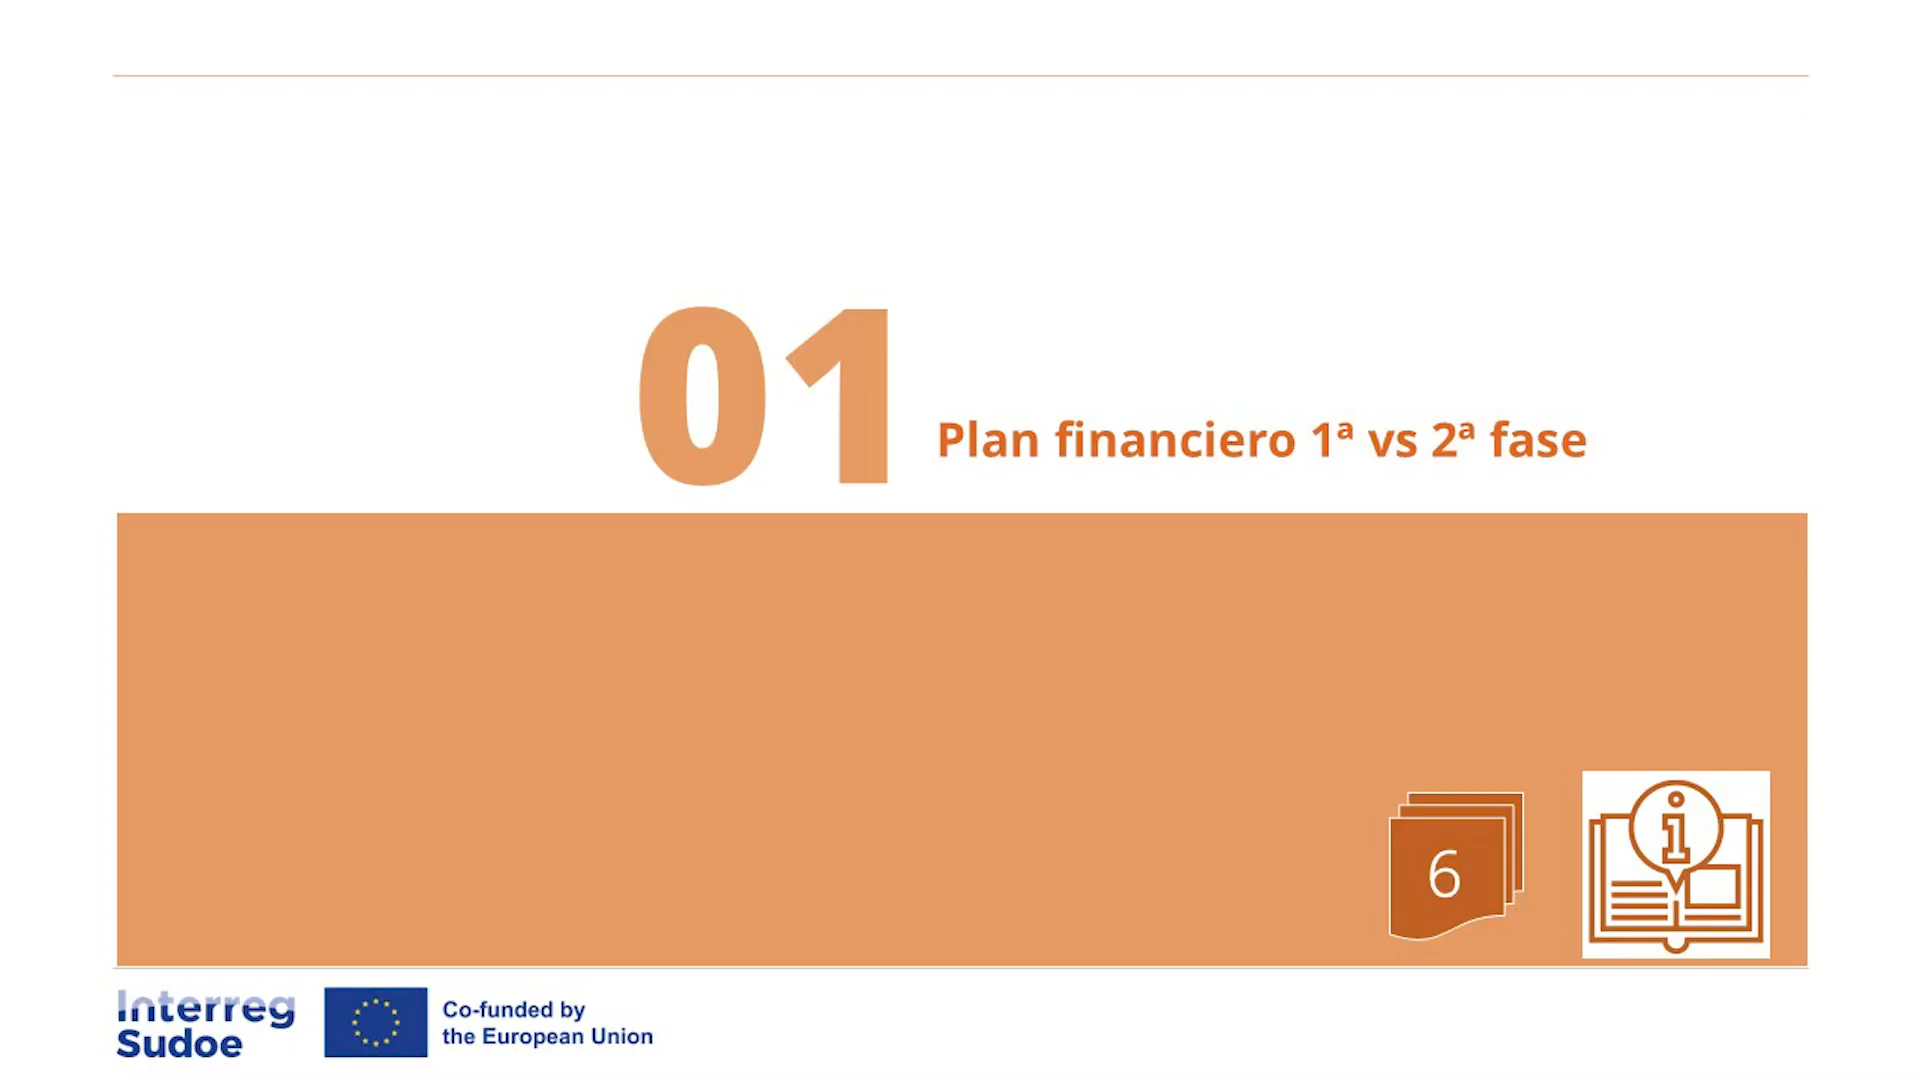 01
Plan financiero 1ª vs 2ª fase
6
i
Interreg
Sudoe
Co-funded by
the European Union